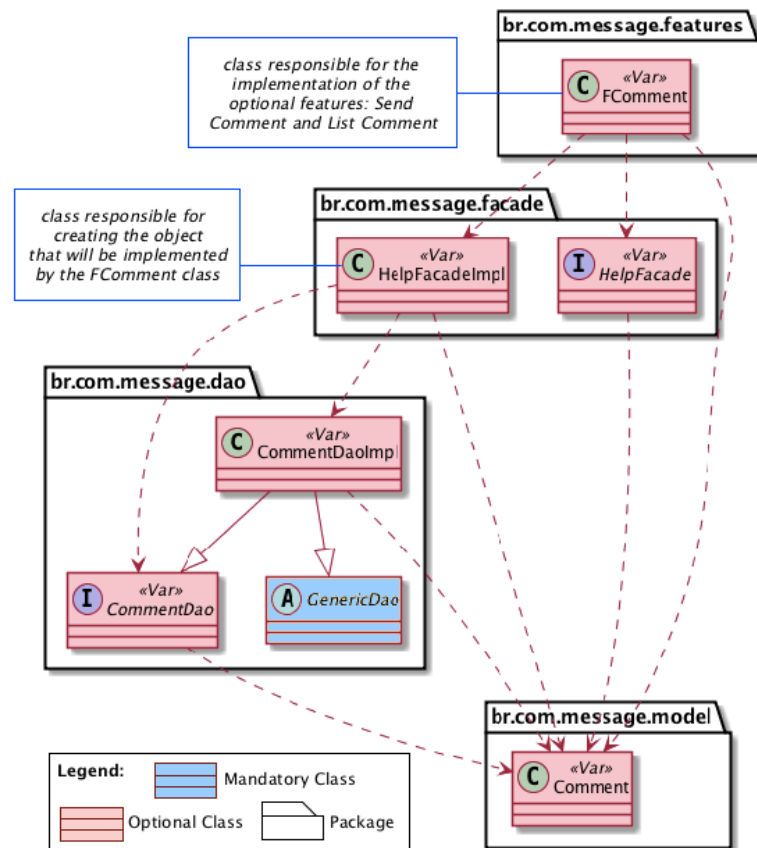 br.com.message.features
class responsible for the
implementation of the
optional features: Send
Comment and List Comment
C
«Var»
FComment
br.com.message.facade
class responsible for
creating the object
that will be implemented
by the FComment class
C
«Var»
HelpFacadeImpl
I
«Var»
HelpFacade
br.com.message.dao
C
«Var»
CommentDaoImpl
I
«Var»
CommentDao
A
GenericDao
br.com.message.model
C
«Var»
Comment
Legend:
Mandatory Class
Optional Class
Package